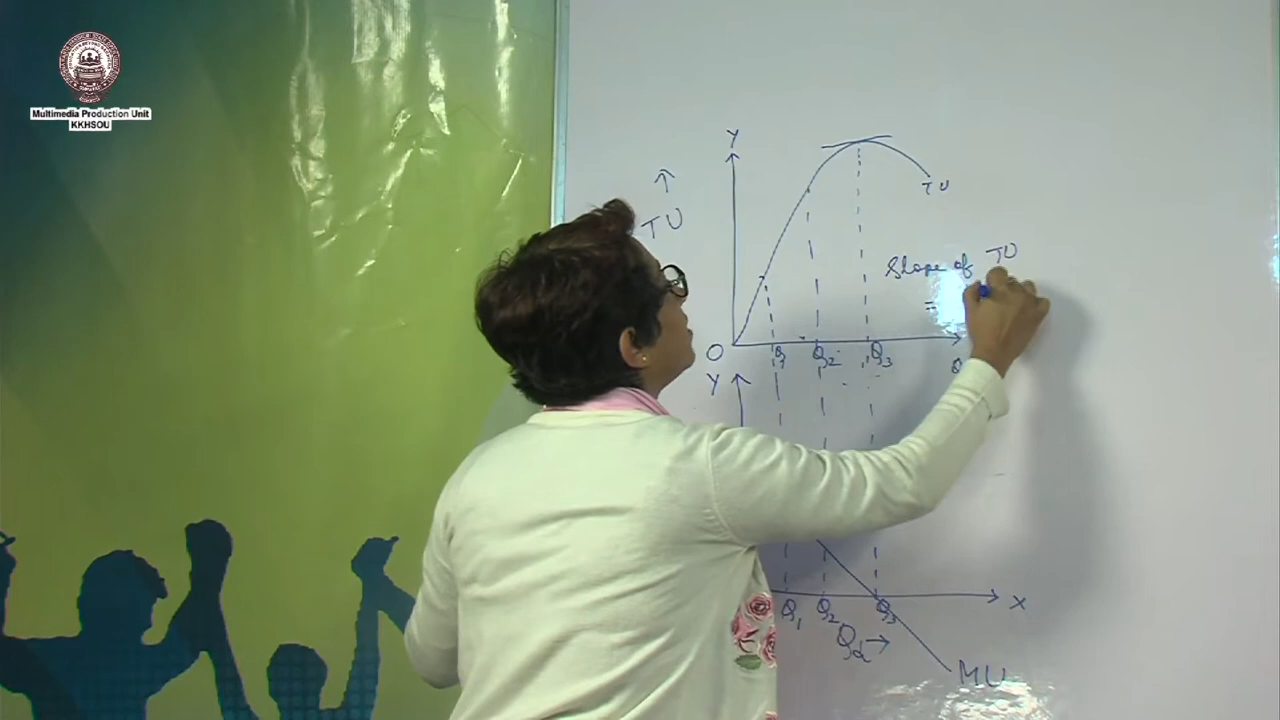 Multimedia Production Unit
KKHSOU
Y
TU
TU
Slope of TU
=
O Q1 Q2 Q3
Y
Q1 Q2 Q3 X
Qd
MU